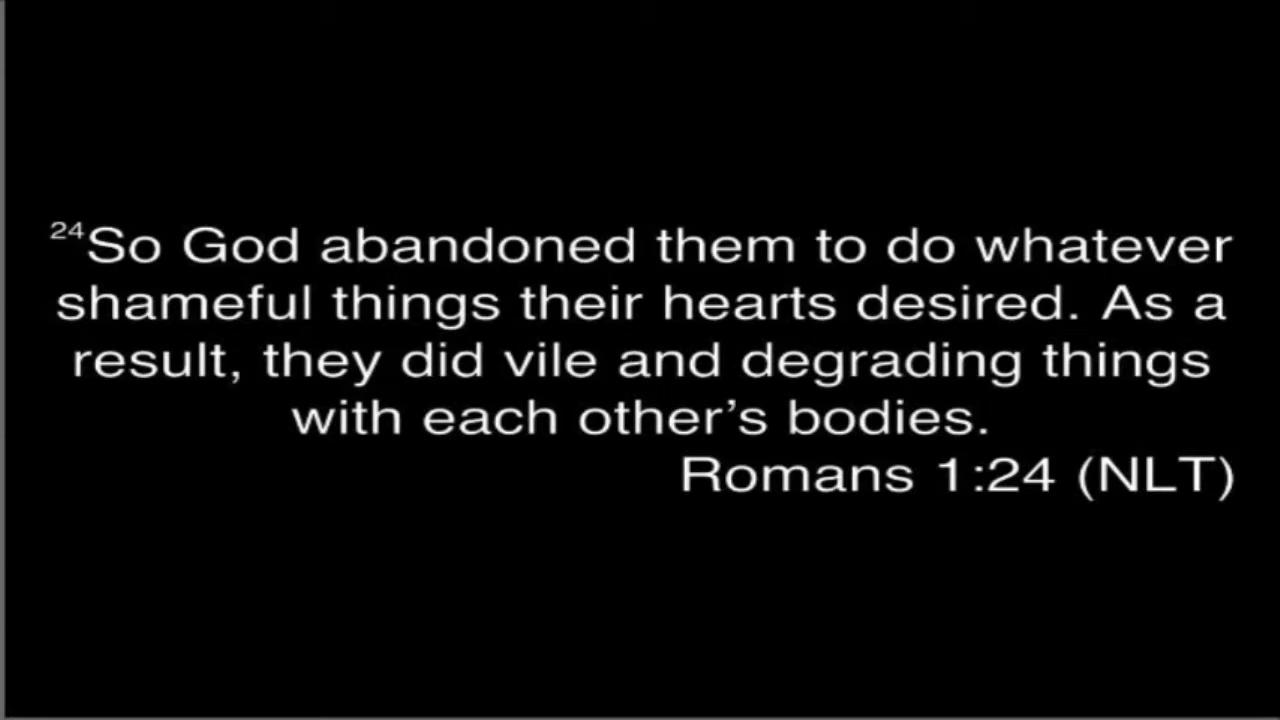 24So God abandoned them to do whatever
shameful things their hearts desired. As a
result, they did vile and degrading things
with each other’s bodies.
Romans 1:24 (NLT)